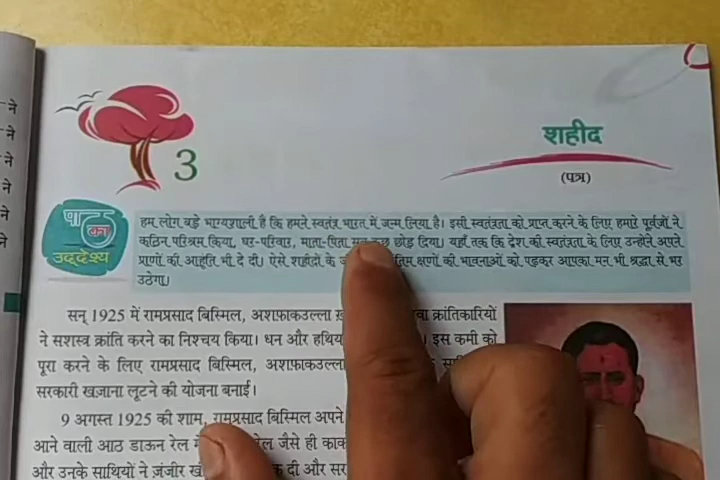 ने
ने
ने
ने
ने
ने
3
शहीद
(पत्र)
पाठ
का
उद्देश्य
हम लोग बड़े भाग्यशाली है कि हमने स्वतंत्र भारत में जन्म लिया है। इसी स्वतंत्रता को प्राप्त करने के लिए हमारे पूर्वजों ने
कठिन परिश्रम किया, घर-परिवार, माता-पिता सब कुछ छोड़ दिया। यहाँ तक कि देश की स्वतंत्रता के लिए उन्होंने अपने
प्राणों की आहुति भी दे दी। ऐसे शहीदों के क्षणों की भावनाओं को पढ़कर आपका मन भी श्रद्धा से भर
उठेगा।
सन् 1925 में रामप्रसाद बिस्मिल, अशफ़ाकउल्ला क्रांतिकारियों
ने सशस्त्र क्रांति करने का निश्चय किया। धन और इस कमी को
पूरा करने के लिए रामप्रसाद बिस्मिल, अशफ़ाकउल्ला
सरकारी खज़ाना लूटने की योजना बनाई।
9 अगस्त 1925 की शाम, रामप्रसाद बिस्मिल अपने
आने वाली आठ डाऊन रेल जैसे ही
और उनके साथियों ने ज़ंजीर दी और